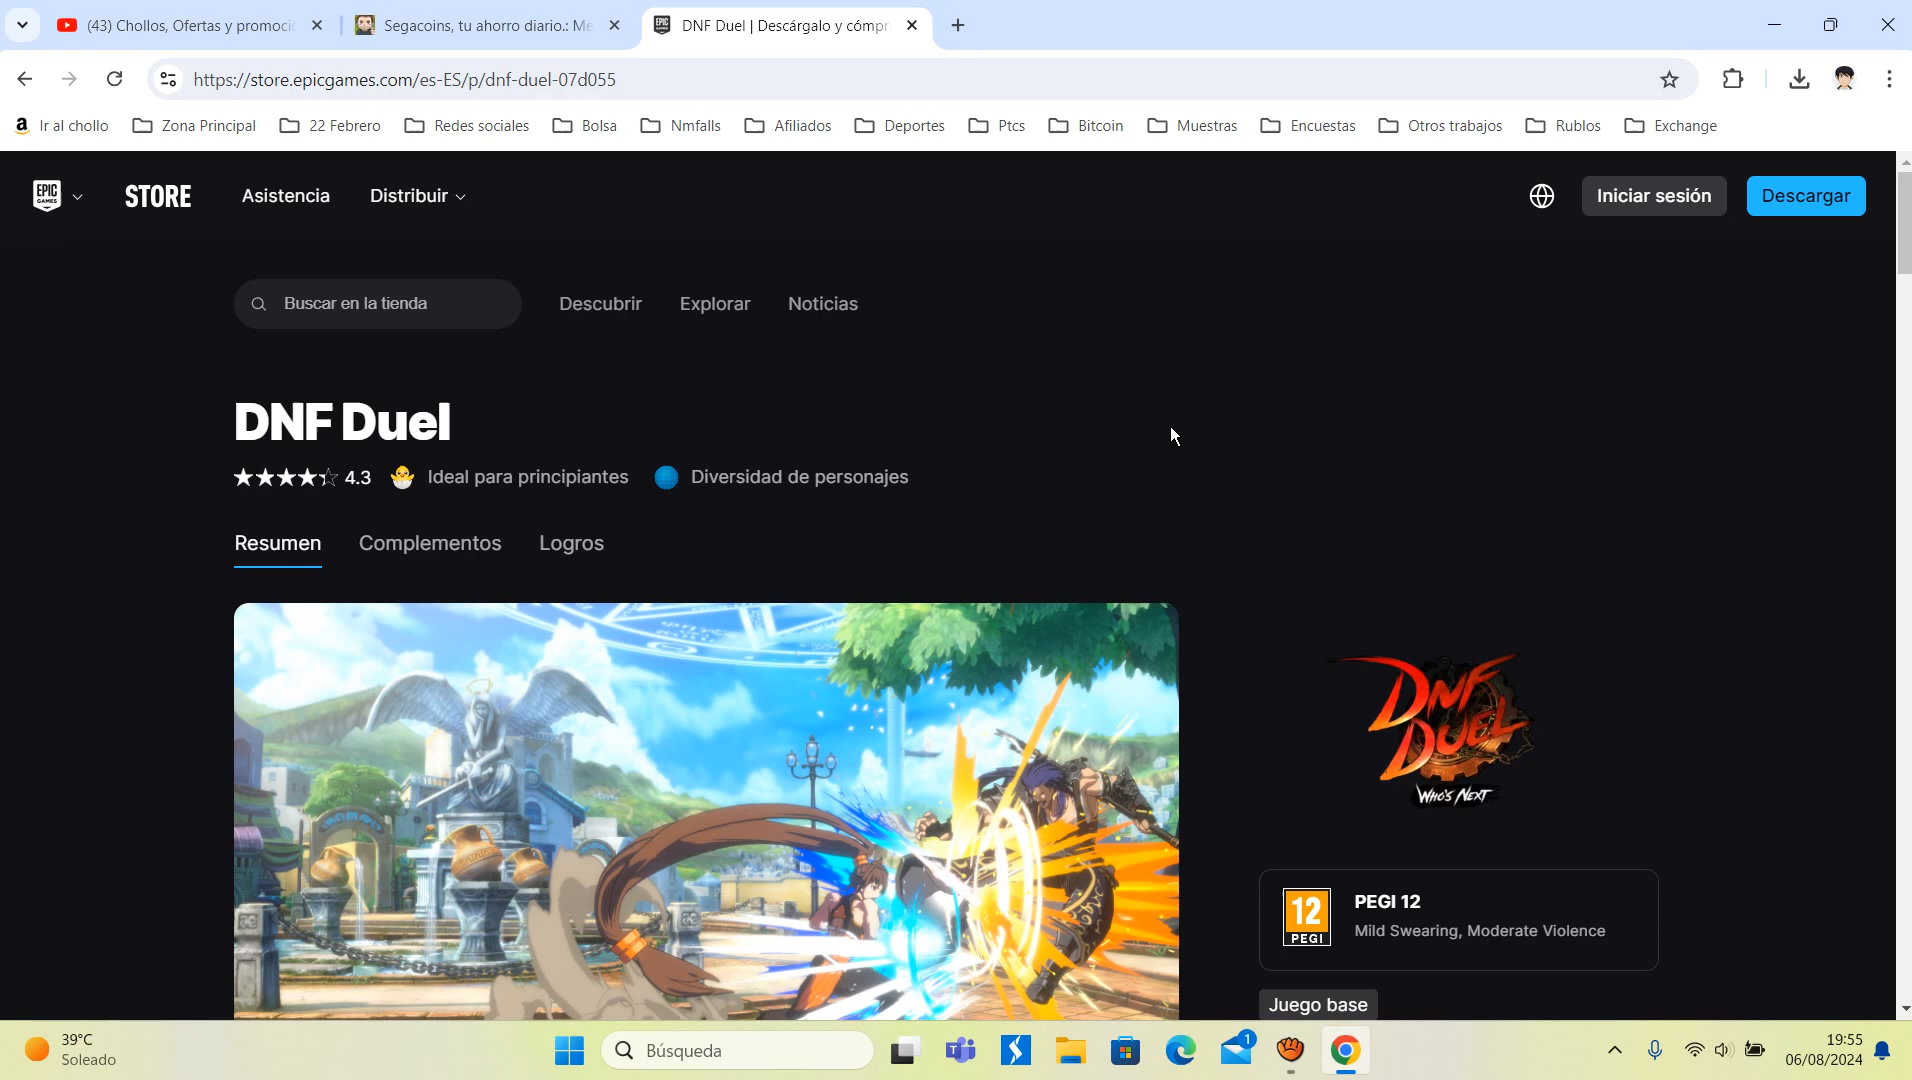 (43) Chollos, Ofertas y promoci
Segacoins, tu ahorro diario.: Me
DNF Duel | Descárgalo y cómpr
https://store.epicgames.com/es-ES/p/dnf-duel-07d055
Ir al chollo
Zona Principal
22 Febrero
Redes sociales
Bolsa
Nmfalls
Afiliados
Deportes
Ptcs
Bitcoin
Muestras
Encuestas
Otros trabajos
Rublos
Exchange
EPIC GAMES
STORE
Asistencia
Distribuir
Iniciar sesión
Descargar
Buscar en la tienda
Descubrir
Explorar
Noticias
DNF Duel
4.3
Ideal para principiantes
Diversidad de personajes
Resumen
Complementos
Logros
DNF
DUEL
WHO'S NEXT
12
PEGI
PEGI 12
Mild Swearing, Moderate Violence
Juego base
39°C
Soleado
Búsqueda
1
19:55
06/08/2024